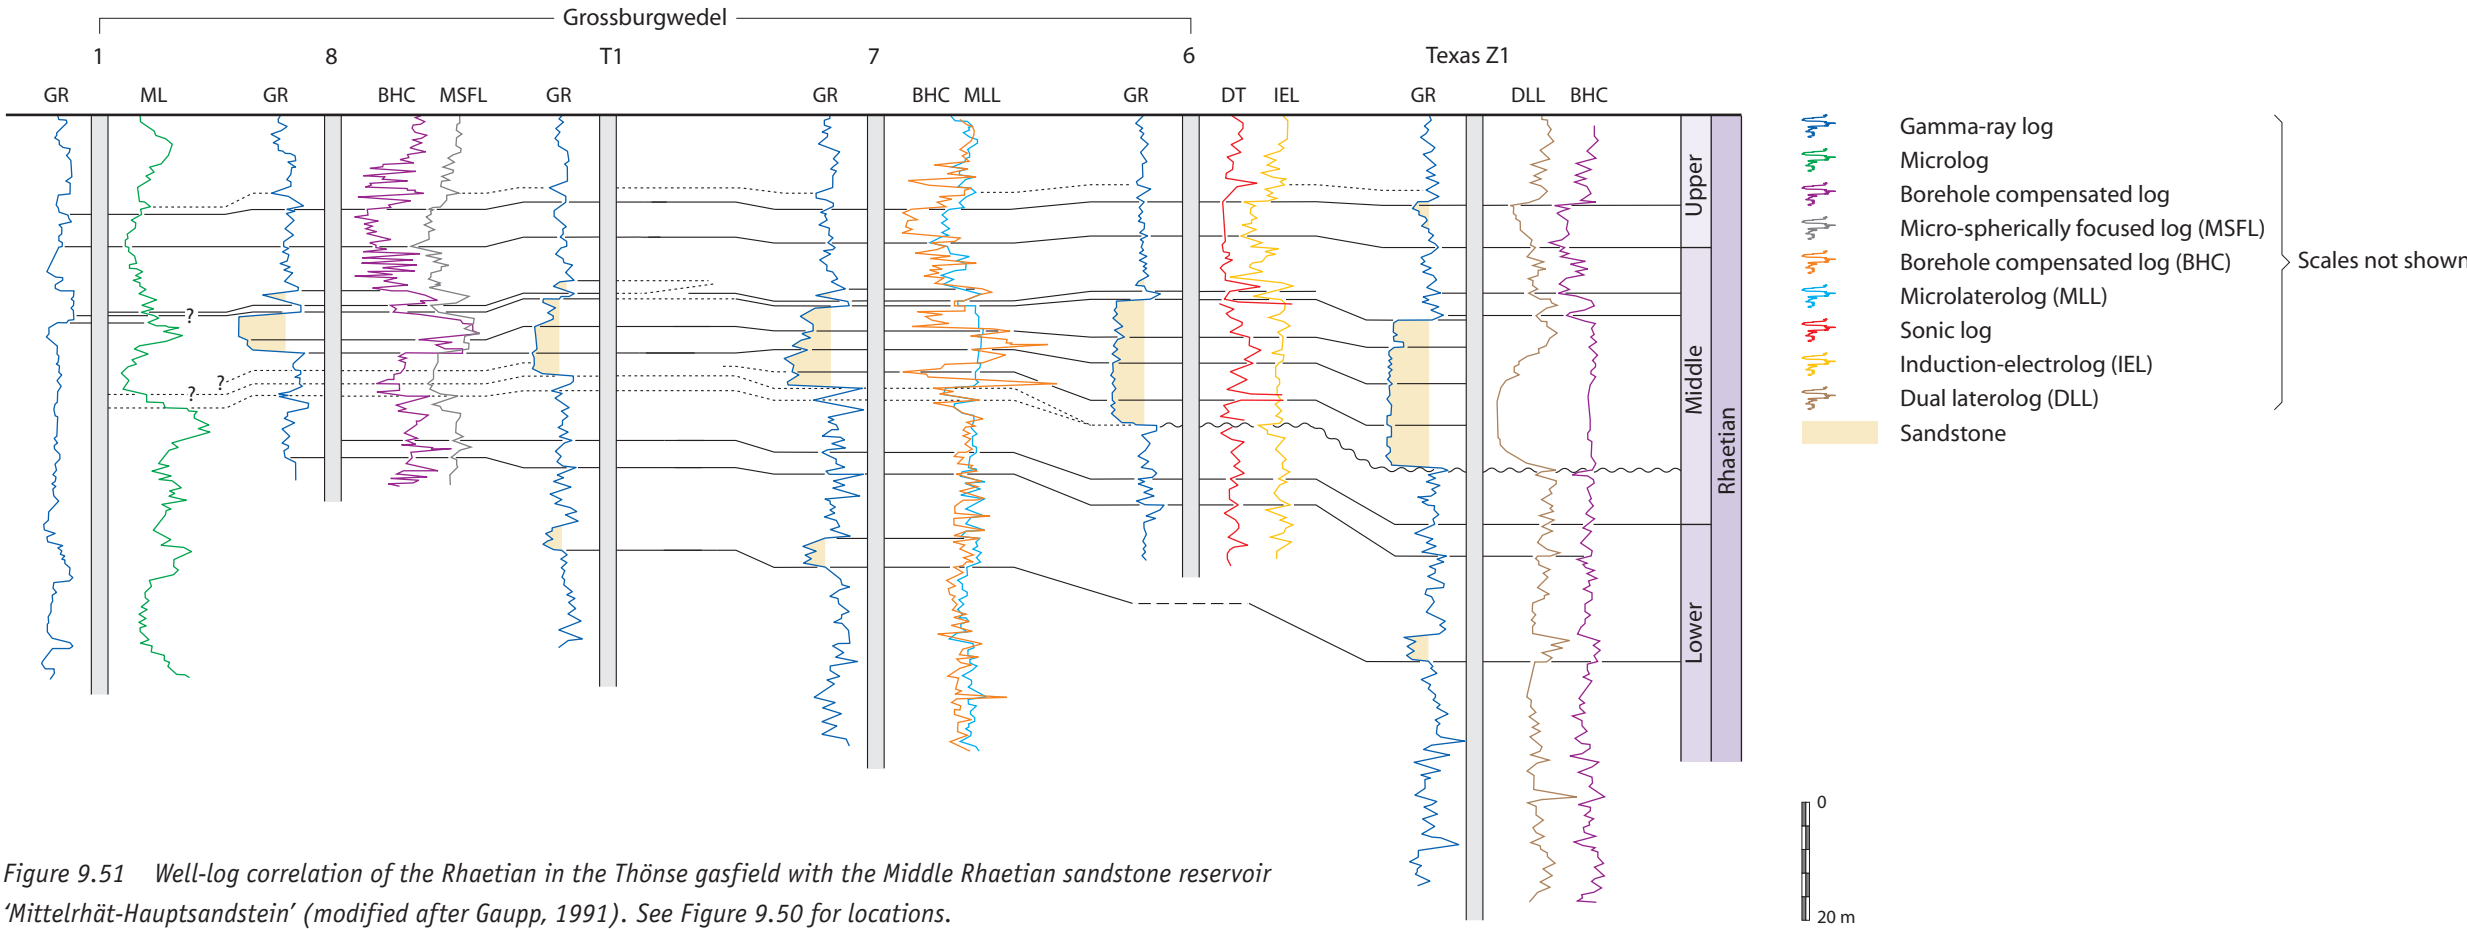 Grossburgwedel
1 8 T1 7 6 Texas Z1
GR ML GR BHC MSFL GR GR BHC MLL GR DT IEL GR DLL BHC
Upper
Middle
Lower
Rhaetian
?
?
?
Gamma-ray log
Microlog
Borehole compensated log
Micro-spherically focused log (MSFL)
Borehole compensated log (BHC)
Microlaterolog (MLL)
Sonic log
Induction-electrolog (IEL)
Dual laterolog (DLL)
Sandstone
Scales not shown
0
20 m
Figure 9.51 Well-log correlation of the Rhaetian in the Thönse gasfield with the Middle Rhaetian sandstone reservoir
‘Mittelrhät-Hauptsandstein’ (modified after Gaupp, 1991). See Figure 9.50 for locations.